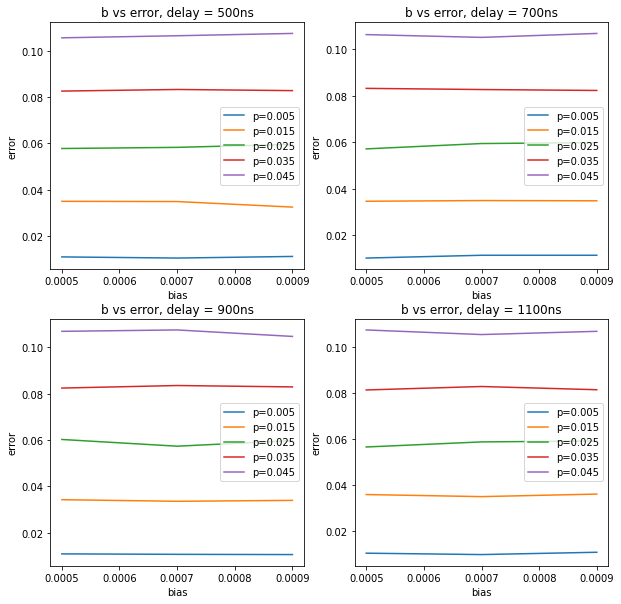 b vs error, delay = 500ns
error
0.10
0.08
0.06
0.04
0.02
p=0.005
p=0.015
p=0.025
p=0.035
p=0.045
0.0005 0.0006 0.0007 0.0008 0.0009
bias
b vs error, delay = 700ns
error
0.10
0.08
0.06
0.04
0.02
p=0.005
p=0.015
p=0.025
p=0.035
p=0.045
0.0005 0.0006 0.0007 0.0008 0.0009
bias
b vs error, delay = 900ns
error
0.10
0.08
0.06
0.04
0.02
p=0.005
p=0.015
p=0.025
p=0.035
p=0.045
0.0005 0.0006 0.0007 0.0008 0.0009
bias
b vs error, delay = 1100ns
error
0.10
0.08
0.06
0.04
0.02
p=0.005
p=0.015
p=0.025
p=0.035
p=0.045
0.0005 0.0006 0.0007 0.0008 0.0009
bias